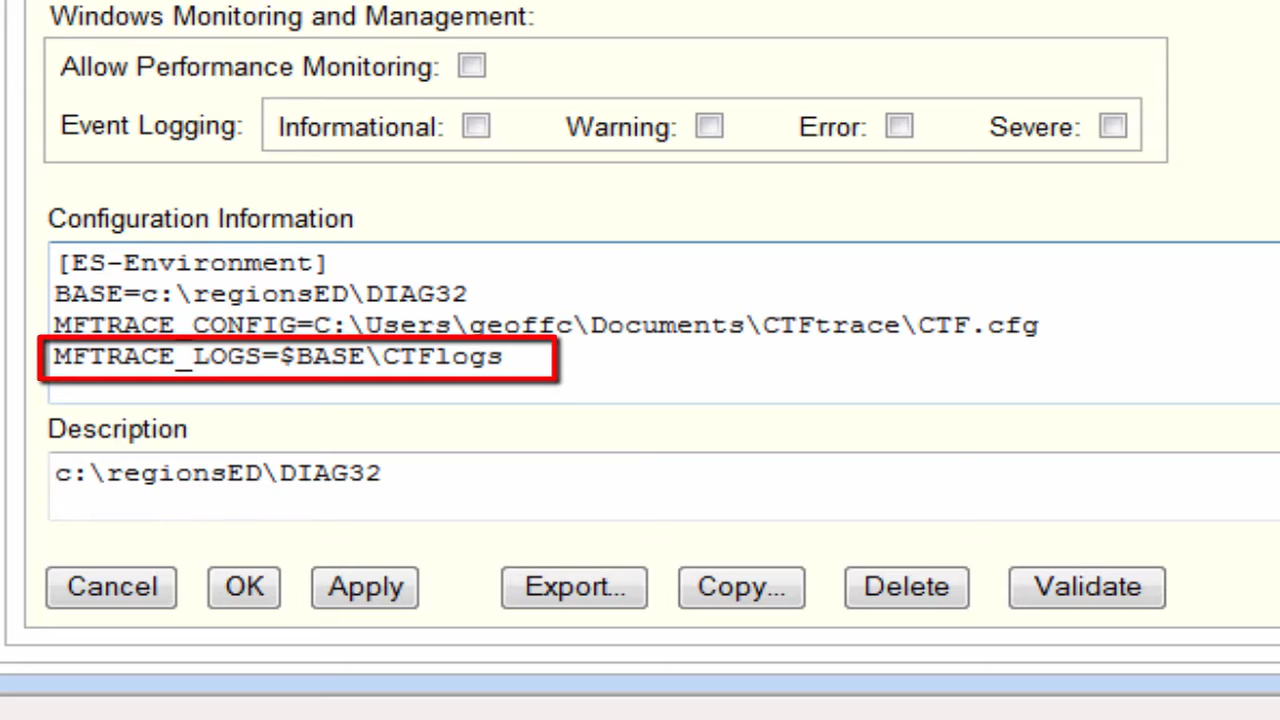 Windows Monitoring and Management:
Allow Performance Monitoring:
Event Logging: Informational: Warning: Error: Severe:
Configuration Information
[ES-Environment]
BASE=c:\regionsED\DIAG32
MFTRACE_CONFIG=C:\Users\geoffc\Documents\CTFtrace\CTF.cfg
MFTRACE_LOGS=$BASE\CTFlogs
Description
c:\regionsED\DIAG32
Cancel OK Apply Export... Copy... Delete Validate